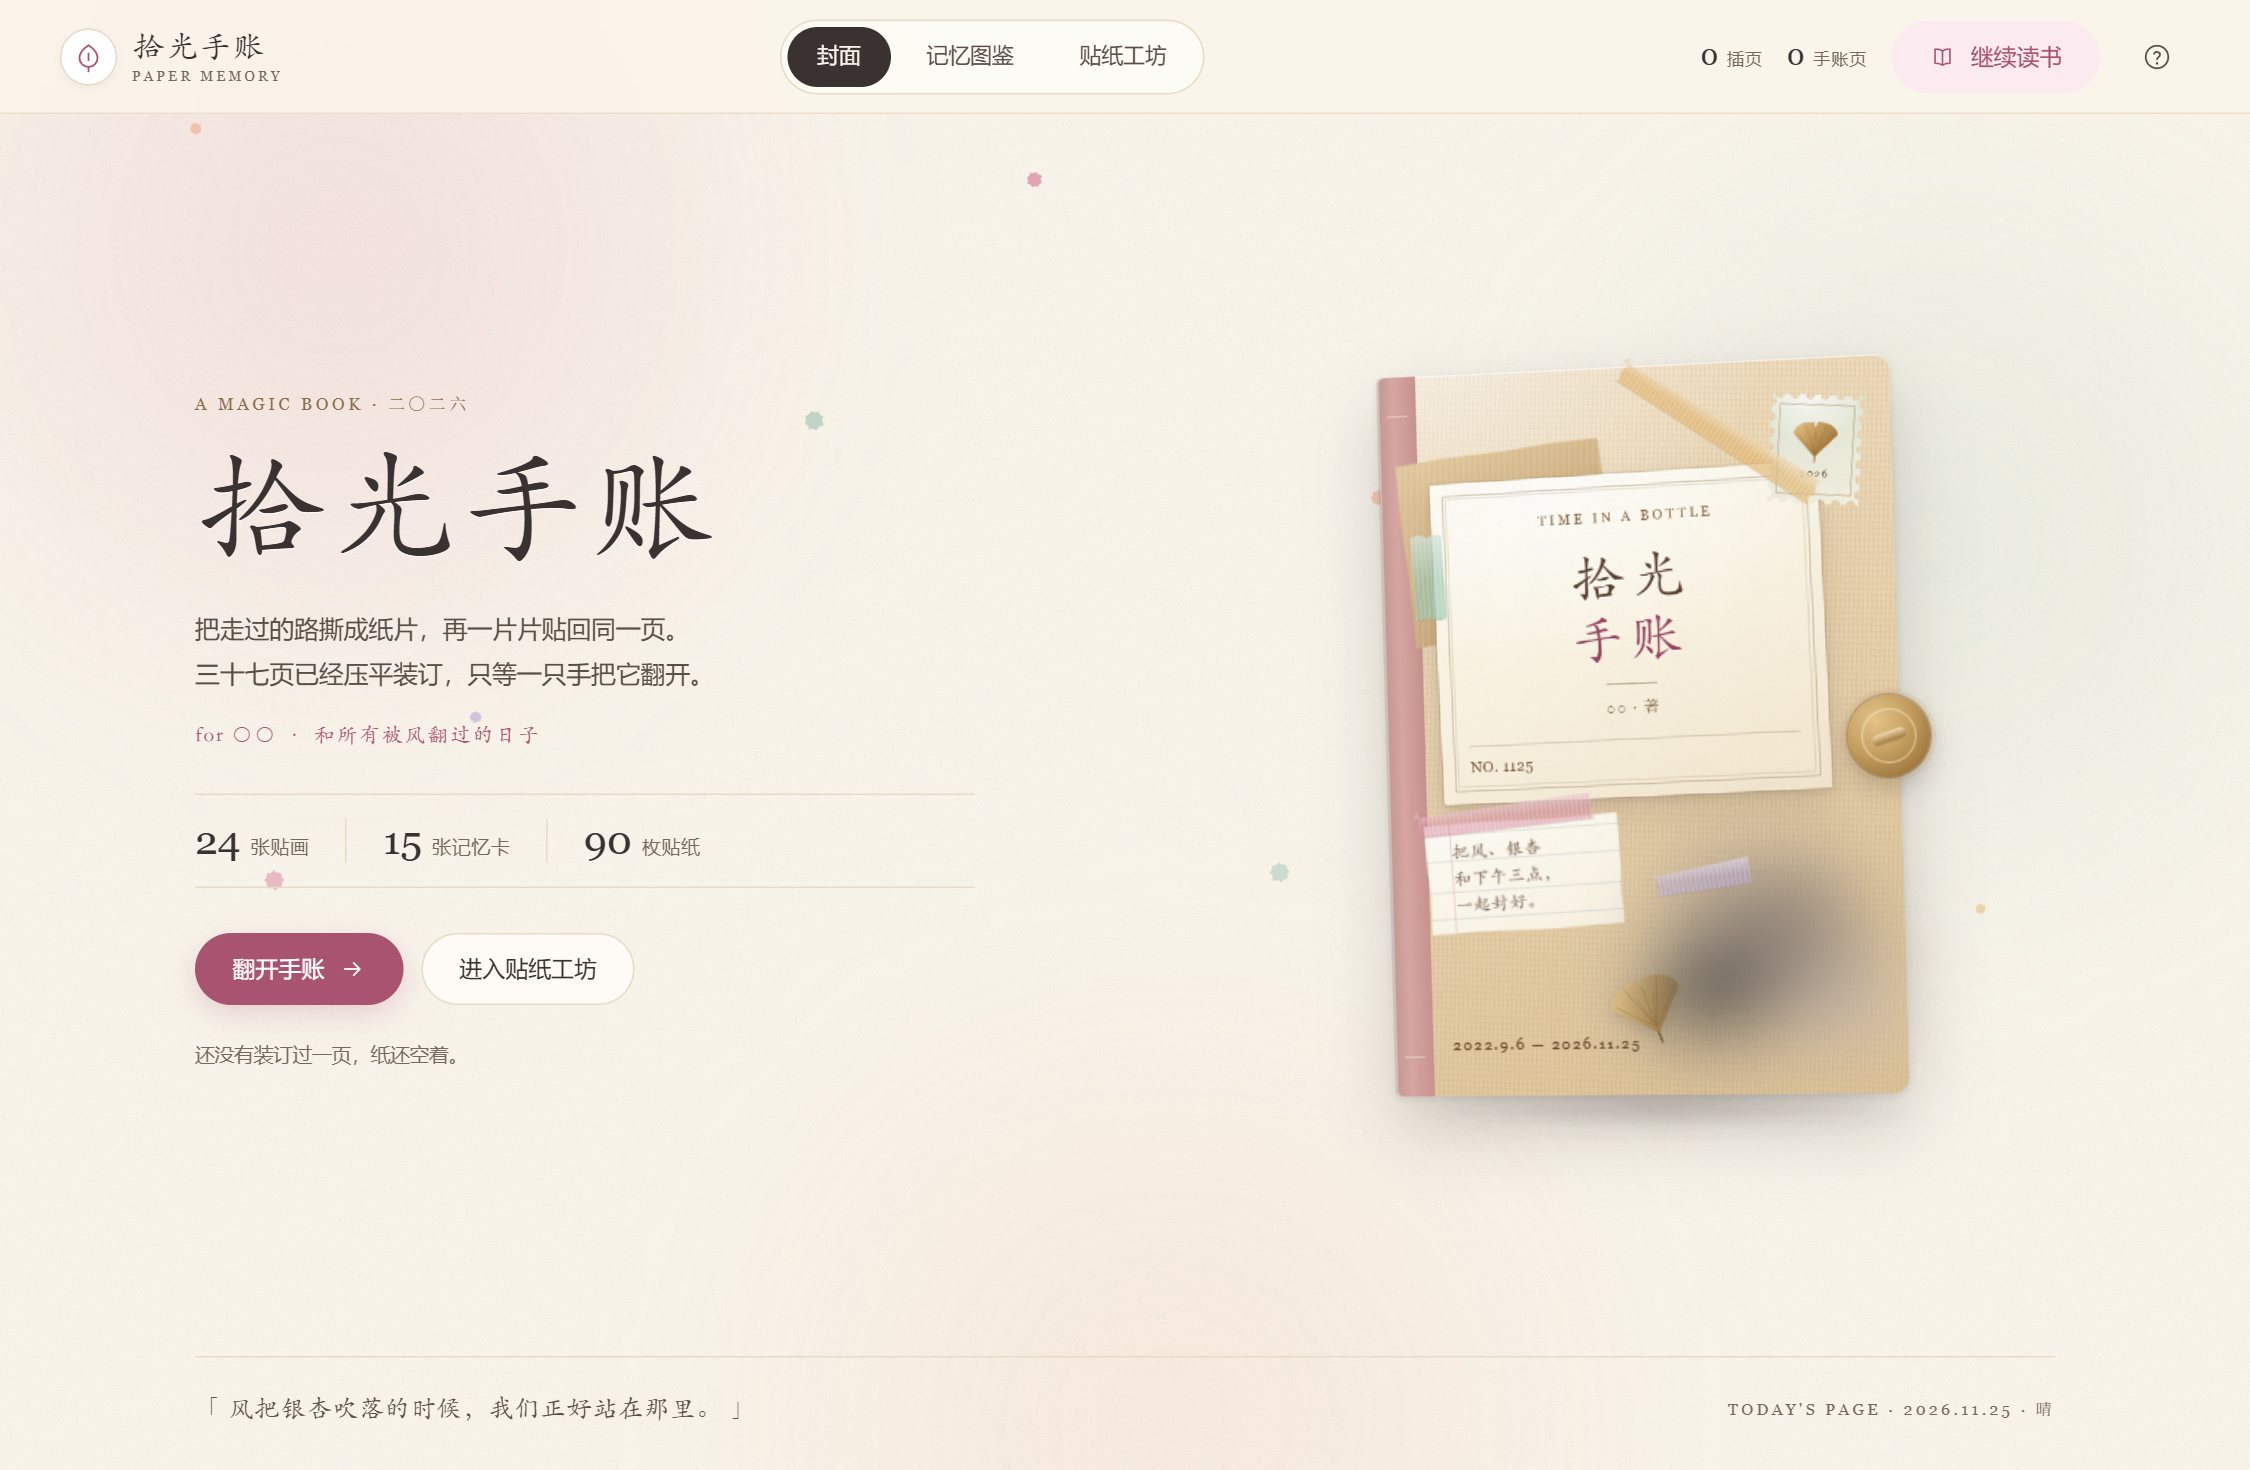 拾光手账
PAPER MEMORY
封面
记忆图鉴
贴纸工坊
0 插页
0 手账页
继续读书
A MAGIC BOOK · 二〇二六
拾光手账
把走过的路撕成纸片，再一片片贴回同一页。
三十七页已经压平装订，只等一只手把它翻开。
for 〇〇 · 和所有被风翻过的日子
24 张贴画
15 张记忆卡
90 枚贴纸
翻开手账 →
进入贴纸工坊
还没有装订过一页，纸还空着。
TIME IN A BOTTLE
拾光
手账
○○ · 著
NO. 1125
把风、银杏
和下午三点，
一起封好。
2022.9.6 — 2026.11.25
「 风把银杏吹落的时候，我们正好站在那里。 」
TODAY'S PAGE · 2026.11.25 · 晴